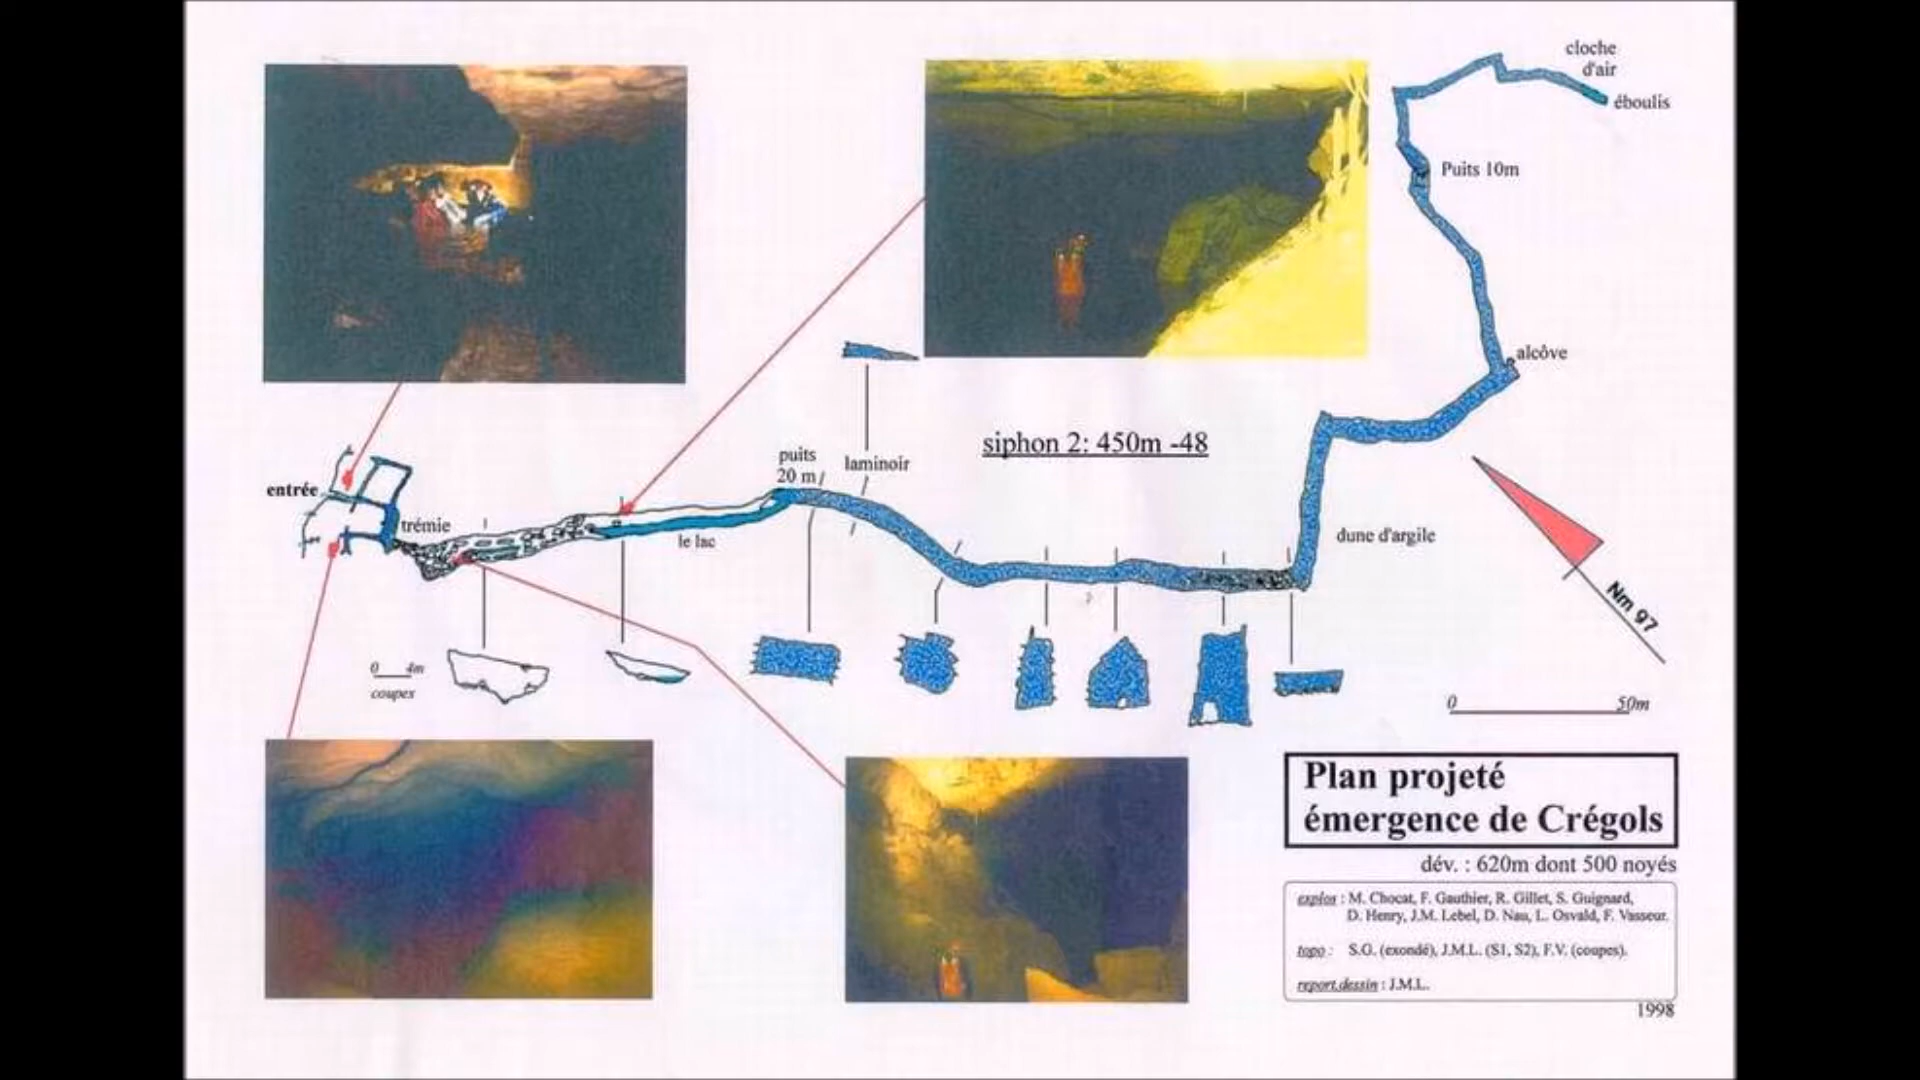 cloche
d'air
éboulis
Puits 10m
alcôve
siphon 2: 450m -48
puits
20 m
laminoir
entrée
trémie
le lac
dune d'argile
Nm 97
0 4m
coupes
0 50m
Plan projeté
émergence de Crégols
dév. : 620m dont 500 noyés
explos : M. Chocat, F. Gauthier, R. Gillet, S. Guignard,
D. Henry, J.M. Lebel, D. Nau, L. Osvald, F. Vasseur.
topo : S.G. (exondé), J.M.L. (S1, S2), F.V. (coupes).
report,dessin : J.M.L.
1998